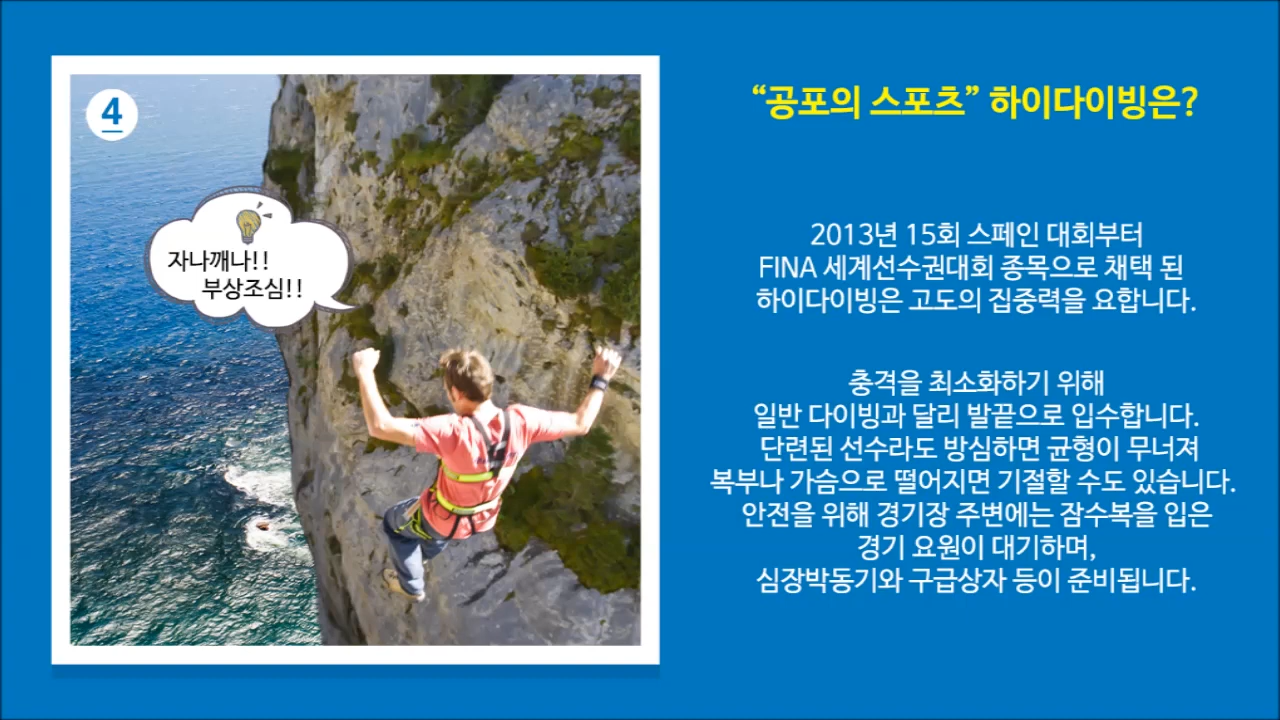 4
자나깨나!!
부상조심!!
“공포의 스포츠” 하이다이빙은?
2013년 15회 스페인 대회부터
FINA 세계선수권대회 종목으로 채택 된
하이다이빙은 고도의 집중력을 요합니다.
충격을 최소화하기 위해
일반 다이빙과 달리 발끝으로 입수합니다.
단련된 선수라도 방심하면 균형이 무너져
복부나 가슴으로 떨어지면 기절할 수도 있습니다.
안전을 위해 경기장 주변에는 잠수복을 입은
경기 요원이 대기하며,
심장박동기와 구급상자 등이 준비됩니다.